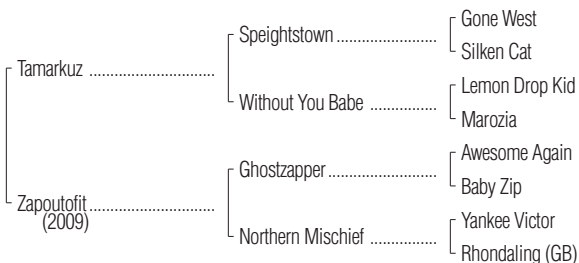 Gone West
Speightstown ......................
Silken Cat
Tamarkuz ...........................
Lemon Drop Kid
Without You Babe ...............
Marozia
Awesome Again
Ghostzapper ........................
Baby Zip
Zapoutofit ...........................
(2009)
Yankee Victor
Northern Mischief ...............
Rhondaling (GB)